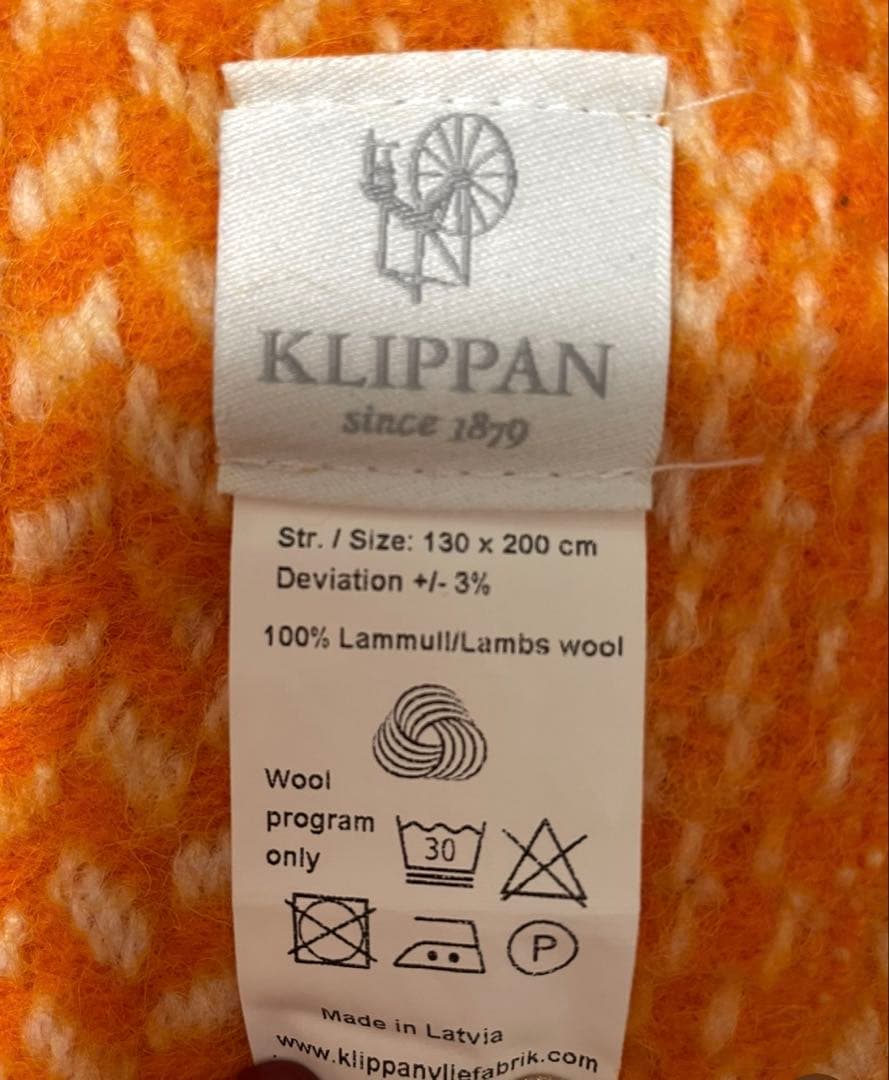 KLIPPAN
since 1879
Str. / Size: 130 x 200 cm
Deviation +/- 3%
100% Lammull/Lambs wool
Wool
program
only
30
P
Made in Latvja
www.klippanyllefabrik.com